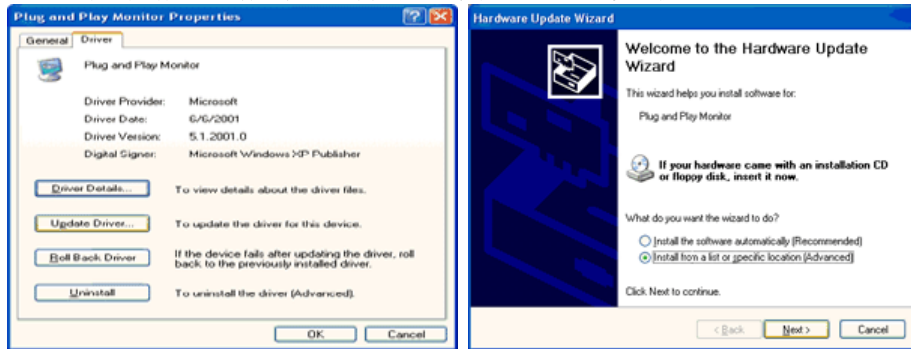 Plug and Play Monitor Properties
General Driver
Plug and Play Monitor
Driver Provider: Microsoft
Driver Date: 6/6/2001
Driver Version: 5.1.2001.0
Digital Signer: Microsoft Windows XP Publisher
Driver Details... To view details about the driver files.
Update Driver... To update the driver for this device.
Roll Back Driver If the device fails after updating the driver, roll
back to the previously installed driver.
Uninstall To uninstall the driver (Advanced).
OK Cancel
Hardware Update Wizard
Welcome to the Hardware Update
Wizard
This wizard helps you install software for:
Plug and Play Monitor
If your hardware came with an installation CD
or floppy disk, insert it now.
What do you want the wizard to do?
Install the software automatically (Recommended)
Install from a list or specific location (Advanced)
Click Next to continue.
< Back Next > Cancel